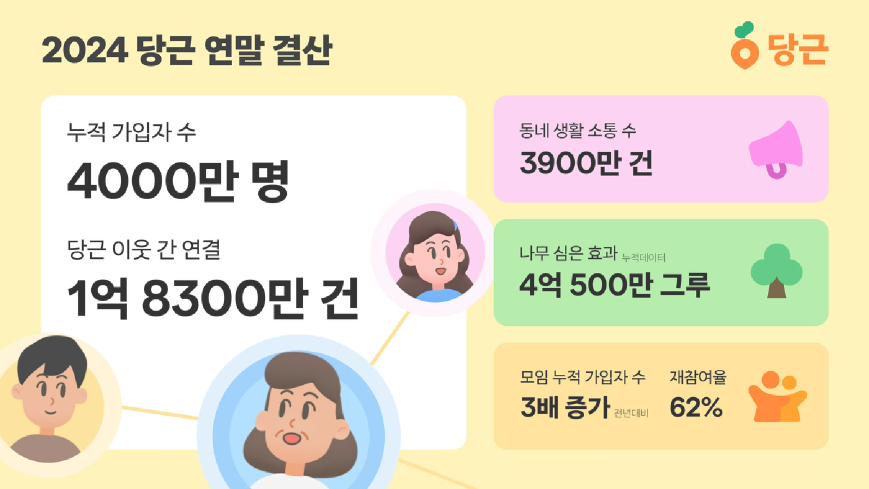 2024 당근 연말 결산
당근
누적 가입자 수
4000만 명
당근 이웃 간 연결
1억 8300만 건
동네 생활 소통 수
3900만 건
나무 심은 효과 누적데이터
4억 500만 그루
모임 누적 가입자 수
3배 증가 전년대비
재참여율
62%